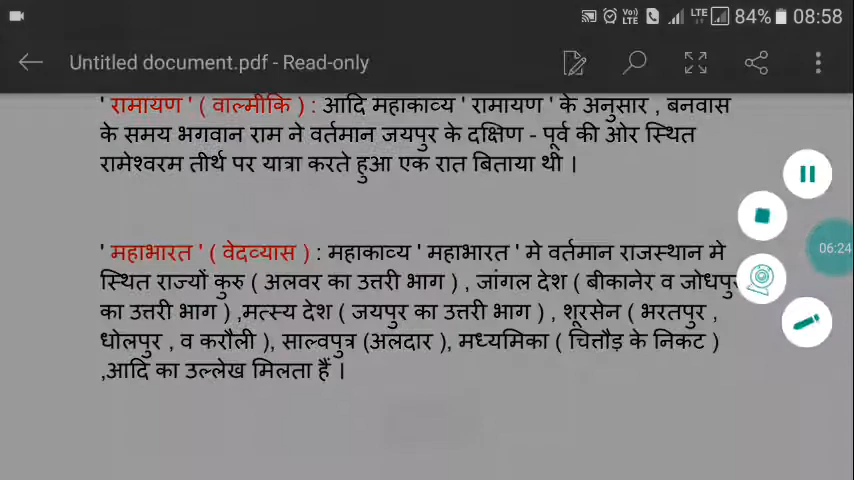 84% 08:58
Untitled document.pdf - Read-only
' रामायण ' ( वाल्मीकि ) : आदि महाकाव्य ' रामायण ' के अनुसार , बनवास
के समय भगवान राम ने वर्तमान जयपुर के दक्षिण - पूर्व की ओर स्थित
रामेश्वरम तीर्थ पर यात्रा करते हुआ एक रात बिताया थी ।
' महाभारत ' ( वेदव्यास ) : महाकाव्य ' महाभारत ' मे वर्तमान राजस्थान मे
स्थित राज्यों कुरु ( अलवर का उत्तरी भाग ) , जांगल देश ( बीकानेर व जोधपुर
का उत्तरी भाग ) ,मत्स्य देश ( जयपुर का उत्तरी भाग ) , शूरसेन ( भरतपुर ,
धोलपुर , व करौली ), साल्वपुत्र (अलदार ), मध्यमिका ( चित्तौड़ के निकट )
,आदि का उल्लेख मिलता हैं ।
06:24